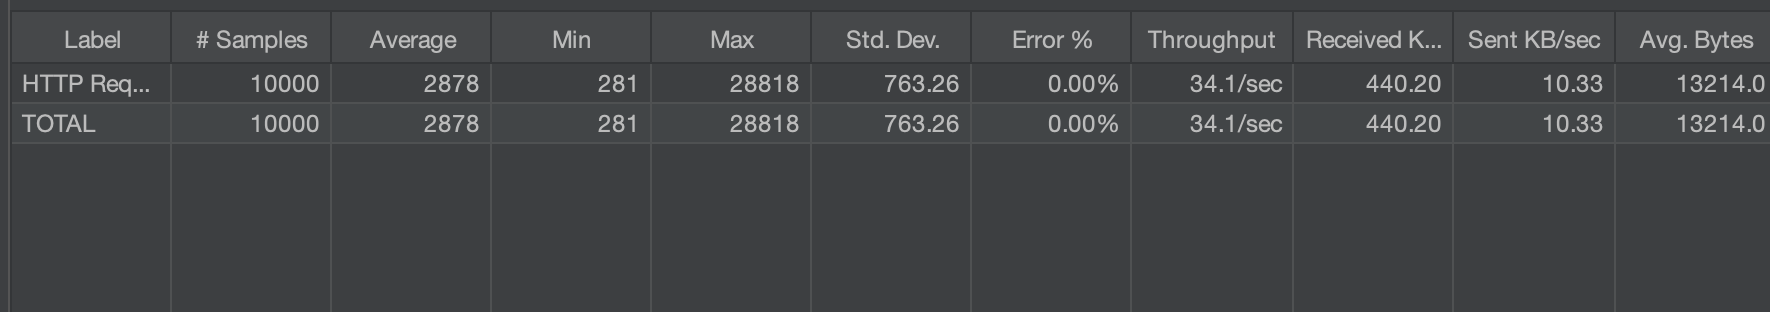 Label # Samples Average Min Max Std. Dev. Error % Throughput Received K... Sent KB/sec Avg. Bytes
HTTP Req... 10000 2878 281 28818 763.26 0.00% 34.1/sec 440.20 10.33 13214.0
TOTAL 10000 2878 281 28818 763.26 0.00% 34.1/sec 440.20 10.33 13214.0